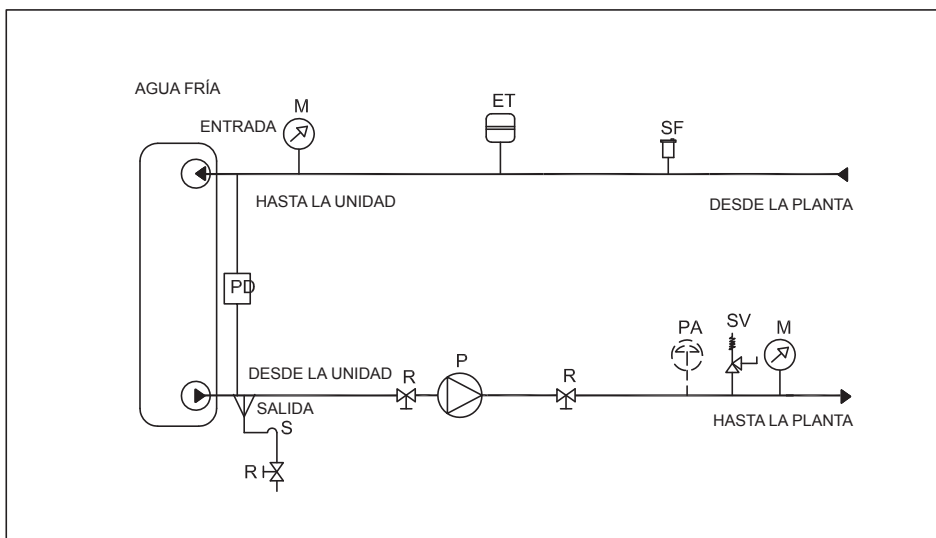 AGUA FRÍA
M
ET
ENTRADA
SF
HASTA LA UNIDAD
DESDE LA PLANTA
PD
SV
PA
M
P
DESDE LA UNIDAD
R
R
SALIDA
HASTA LA PLANTA
S
R